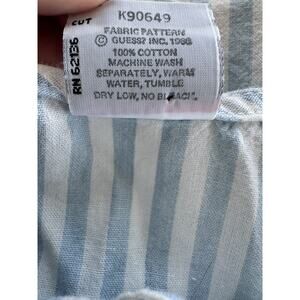 K90649
FABRIC PATTERN
© GUESS? INC. 1986
100% COTTON
MACHINE WASH
SEPARATELY, WARM
WATER, TUMBLE
DRY LOW, NO BLEACH.
CUT
RN 62136